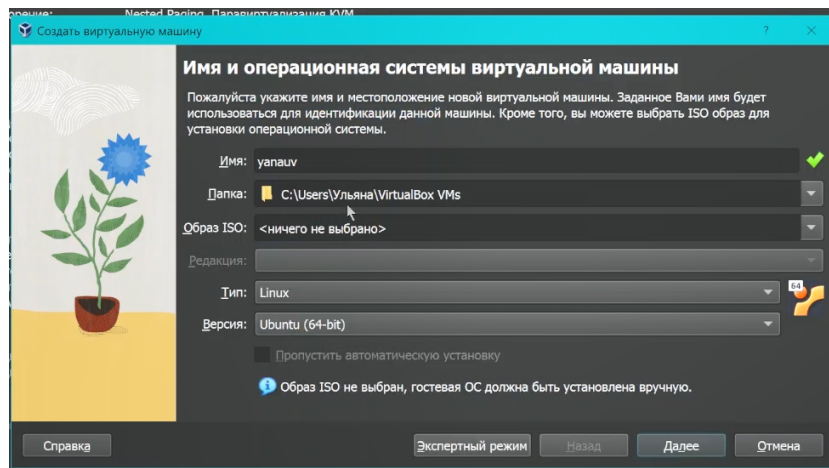 Nested Paging, Паравиртуализация KVM
Создать виртуальную машину
?
Имя и операционная системы виртуальной машины
Пожалуйста укажите имя и местоположение новой виртуальной машины. Заданное Вами имя будет
использоваться для идентификации данной машины. Кроме того, вы можете выбрать ISO образ для
установки операционной системы.
Имя: yanauv
Папка: C:\Users\Ульяна\VirtualBox VMs
Образ ISO: <ничего не выбрано>
Редакция:
Тип: Linux
64
Версия: Ubuntu (64-bit)
Пропустить автоматическую установку
Образ ISO не выбран, гостевая ОС должна быть установлена вручную.
Справка Экспертный режим Назад Далее Отмена